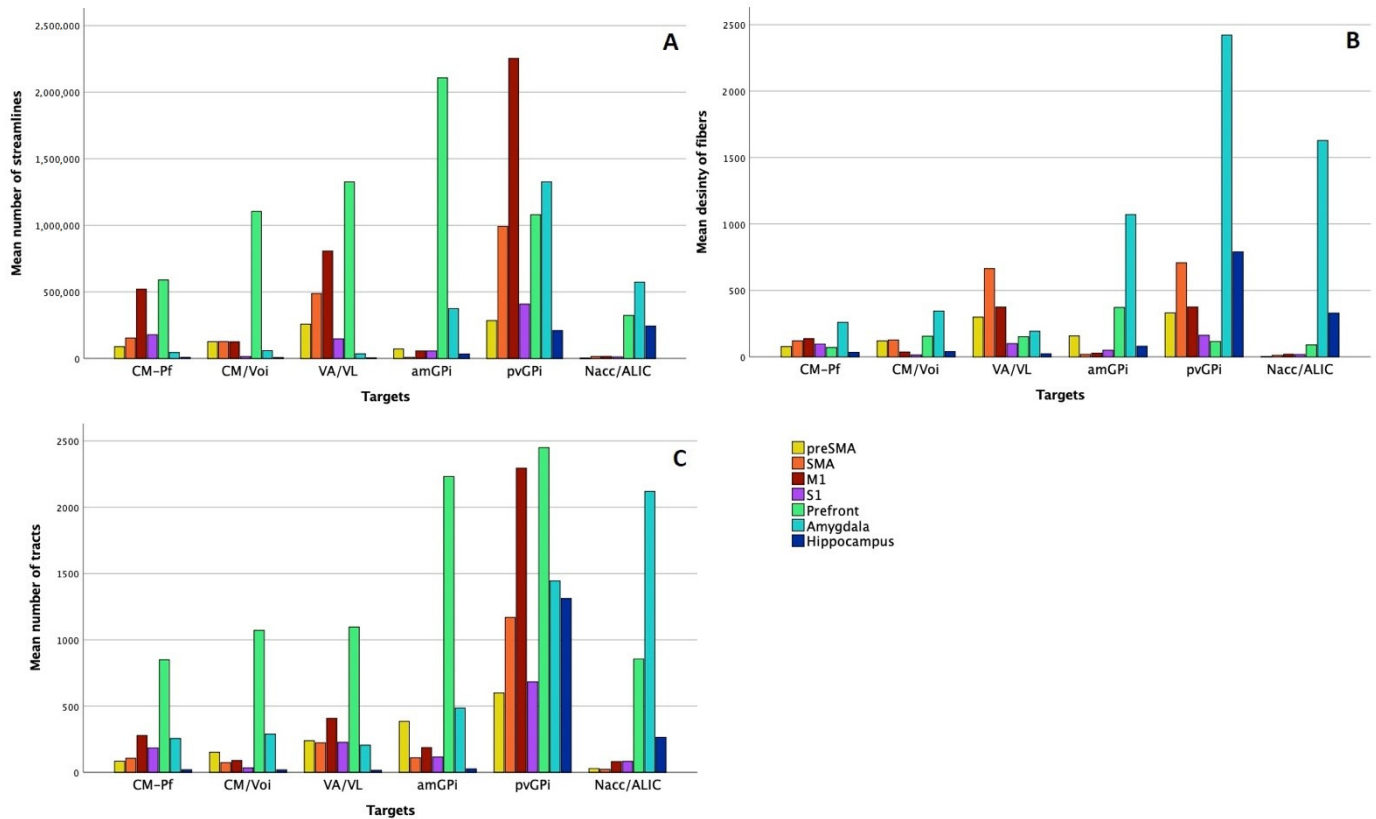 A
Mean number of streamlines
2,500,000
2,000,000
1,500,000
1,000,000
500,000
0
CM-Pf CM/Voi VA/VL amGPi pvGPi Nacc/ALIC
Targets
B
Mean desinty of fibers
2500
2000
1500
1000
500
0
CM-Pf CM/Voi VA/VL amGPi pvGPi Nacc/ALIC
Targets
C
Mean number of tracts
2500
2000
1500
1000
500
0
CM-Pf CM/Voi VA/VL amGPi pvGPi Nacc/ALIC
Targets
preSMA
SMA
M1
S1
Prefront
Amygdala
Hippocampus